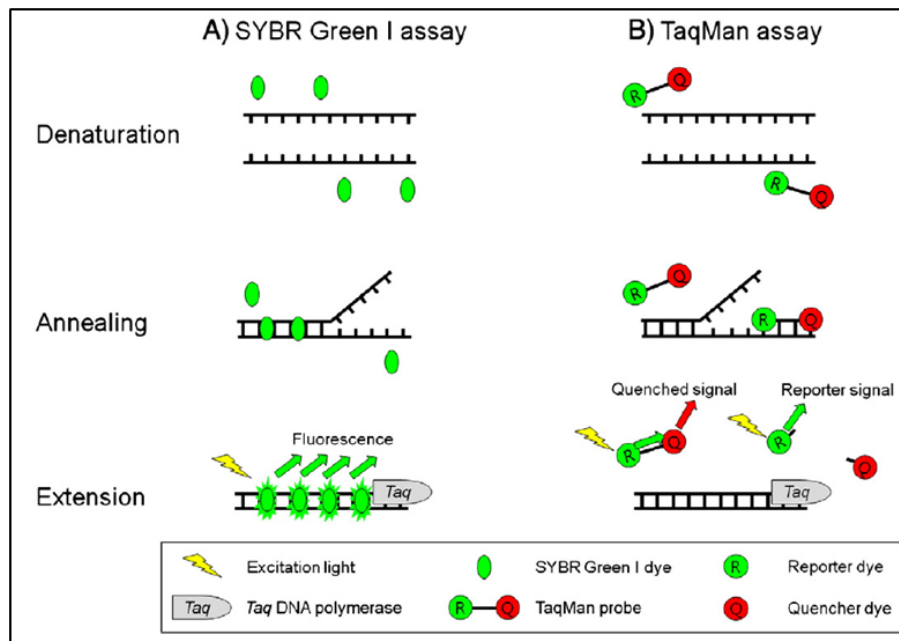 A) SYBR Green I assay
B) TaqMan assay
Denaturation
R Q
R Q
Annealing
R Q
R Q
Quenched signal
Reporter signal
Fluorescence
R Q
R
Q
Extension
Taq
Taq
Excitation light
SYBR Green I dye
R Reporter dye
Taq Taq DNA polymerase
R Q TaqMan probe
Q Quencher dye